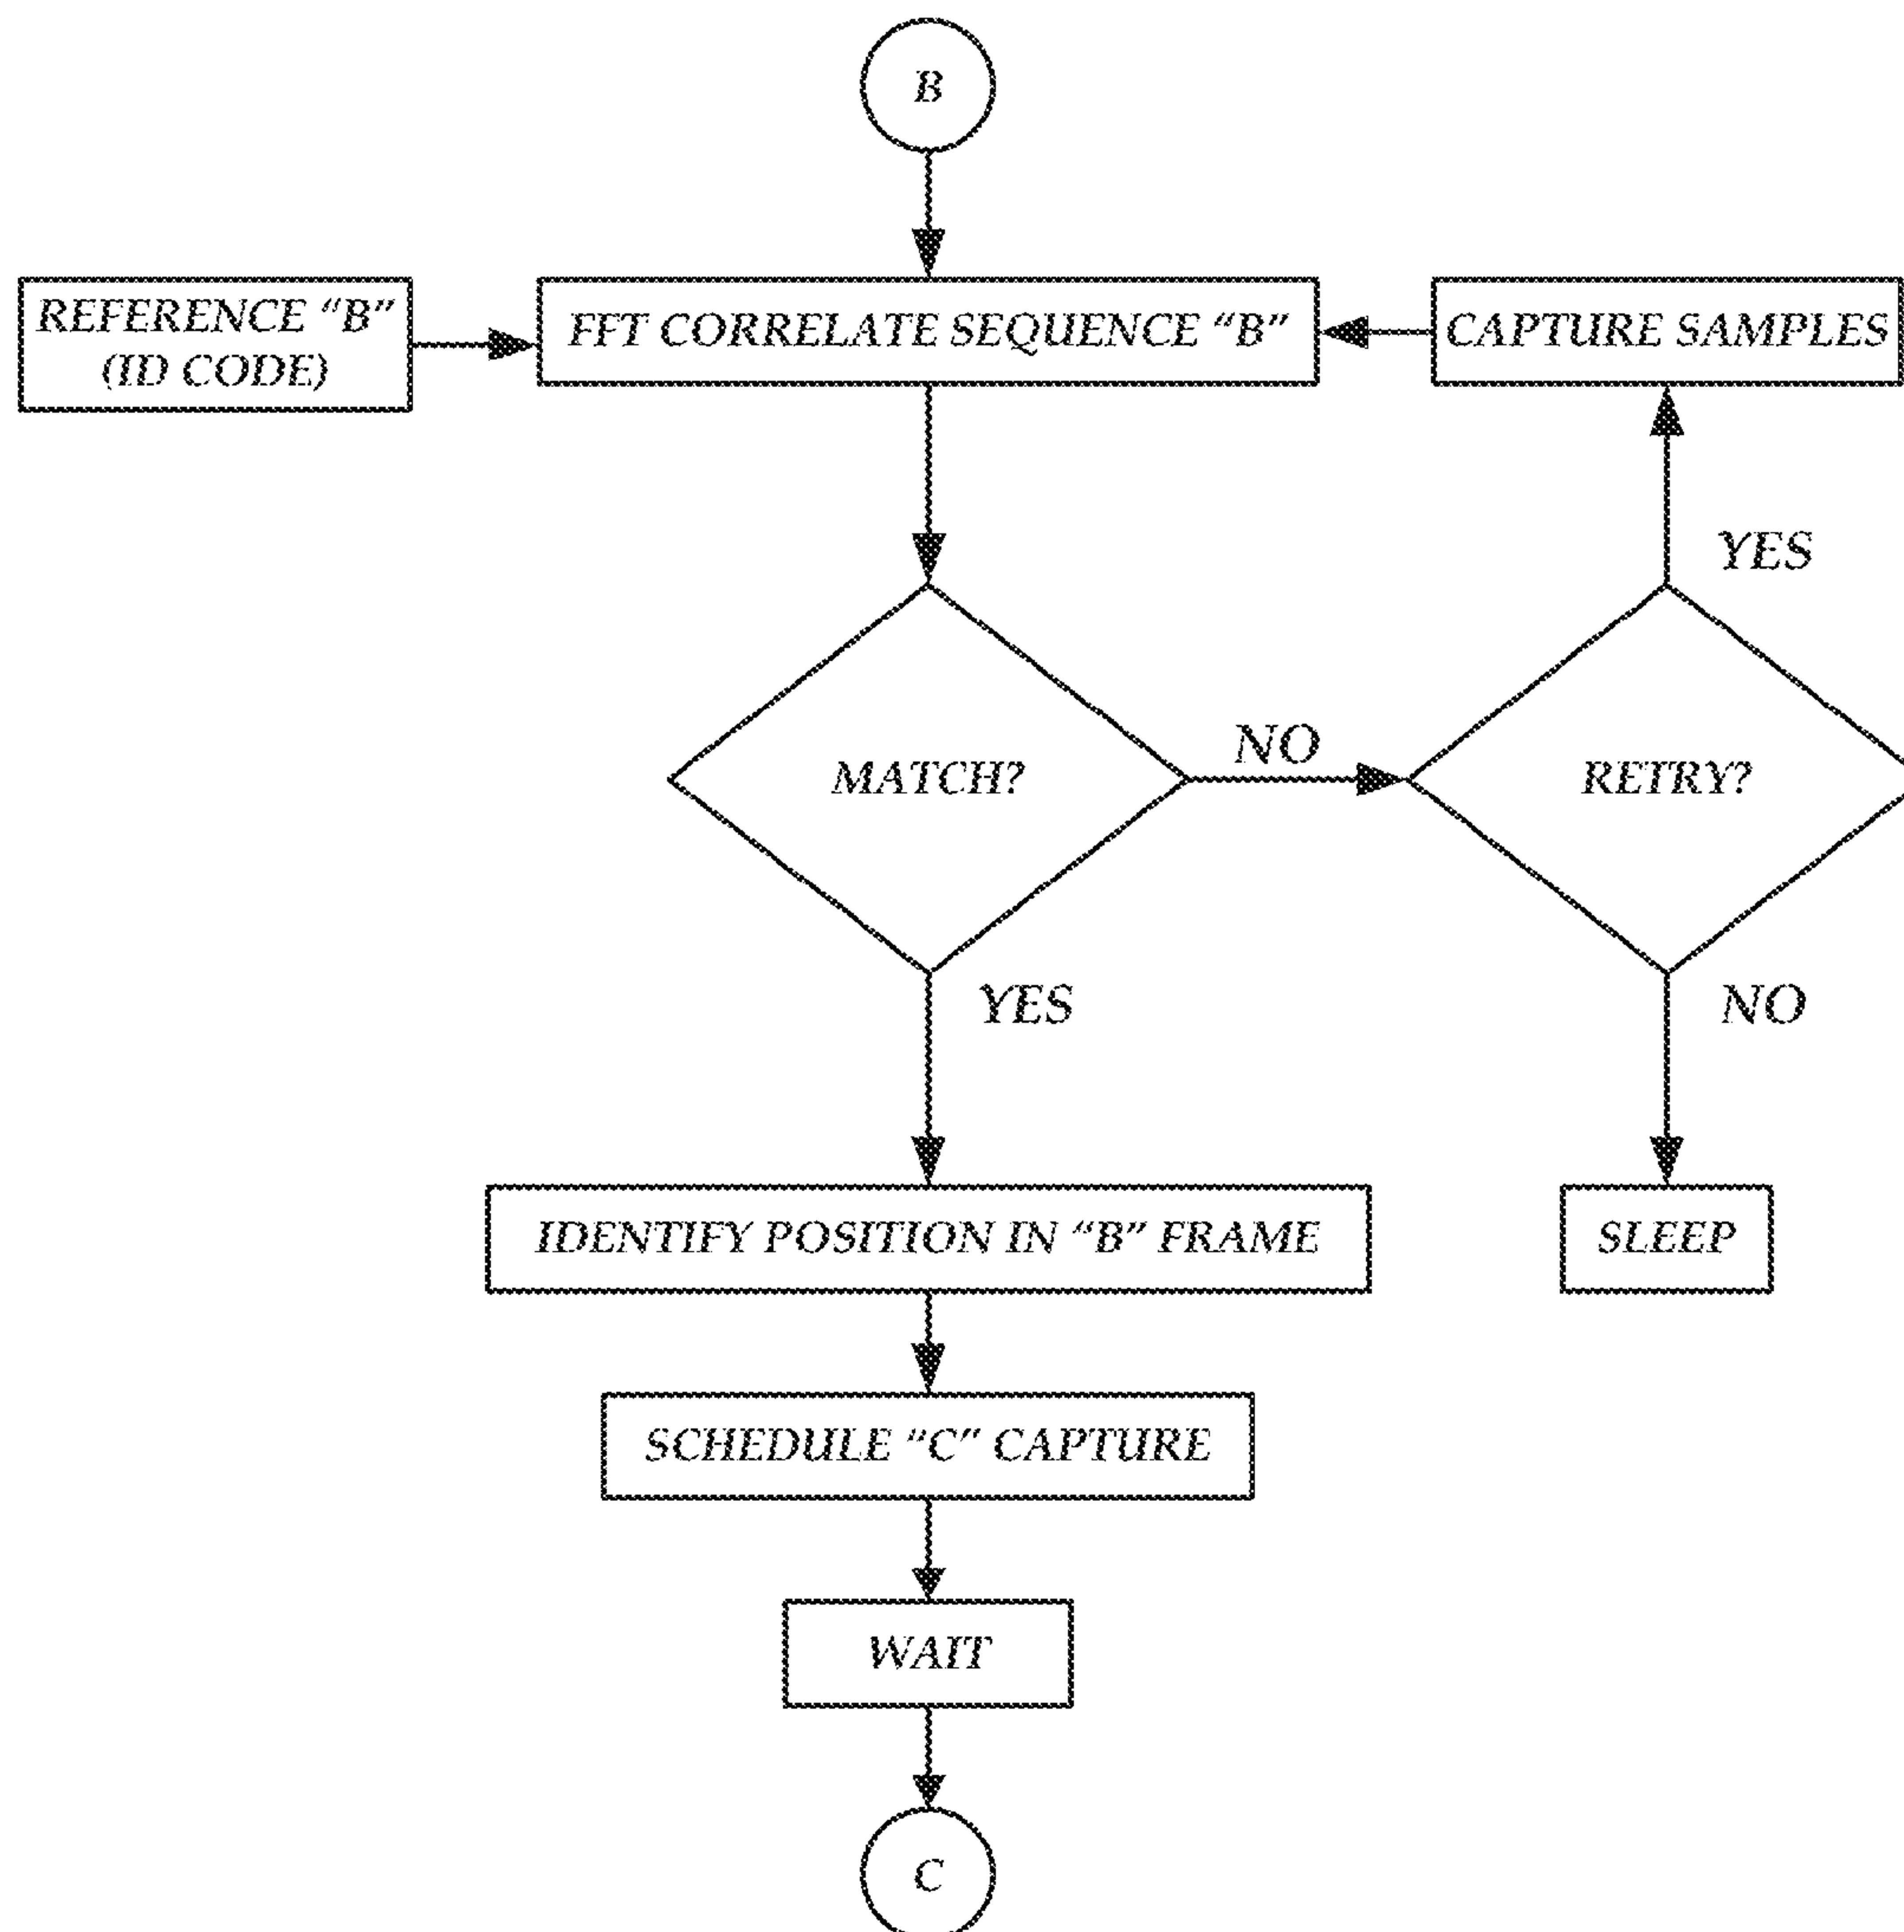 B
REFERENCE “B”
(ID CODE)
FFT CORRELATE SEQUENCE “B”
CAPTURE SAMPLES
YES
NO
MATCH?
RETRY?
YES
NO
IDENTIFY POSITION IN “B” FRAME
SLEEP
SCHEDULE “C” CAPTURE
WAIT
C